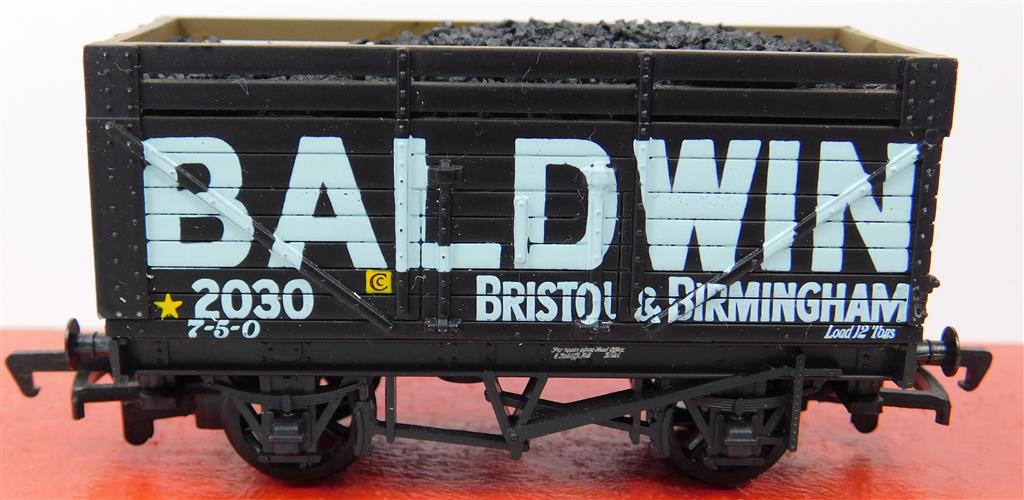 BALDWIN
C
2030 BRISTOL & BIRMINGHAM
7-5-0 Load 12 Tons